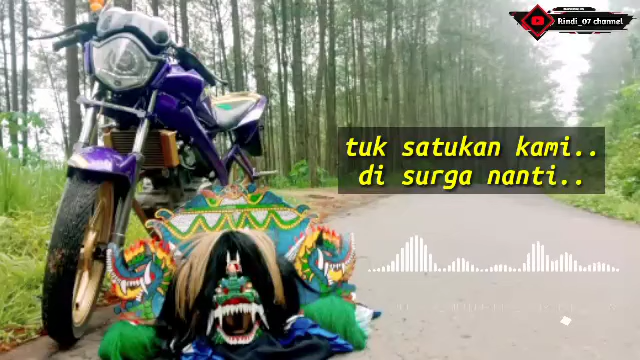 Rindi_07 channel
tuk satukan kami..
di surga nanti..